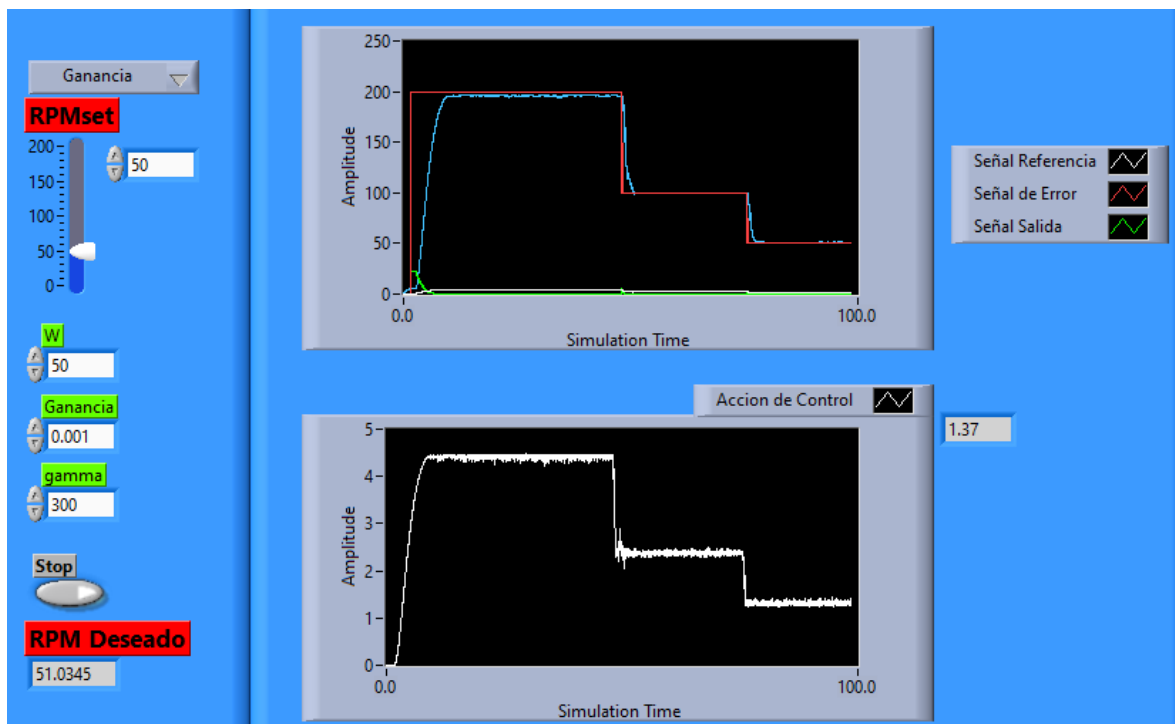 Ganancia
RPMset
200
150
100
50
0
50
W
50
Ganancia
0.001
gamma
300
Stop
RPM Deseado
51.0345
250
200
150
100
50
0
Amplitude
0.0
100.0
Simulation Time
Señal Referencia
Señal de Error
Señal Salida
Accion de Control
5
4
3
2
1
0
Amplitude
0.0
100.0
Simulation Time
1.37